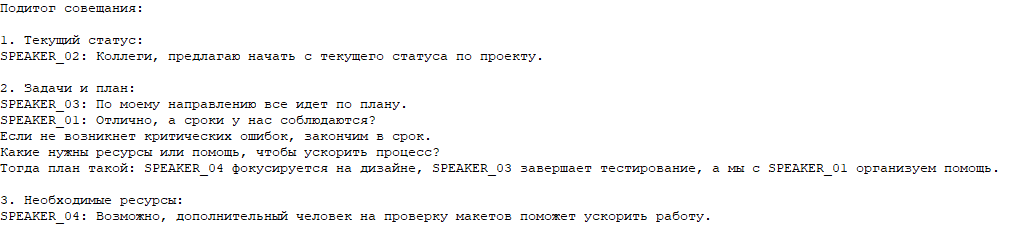 Подитог совещания:
1. Текущий статус:
SPEAKER_02: Коллеги, предлагаю начать с текущего статуса по проекту.
2. Задачи и план:
SPEAKER_03: По моему направлению все идет по плану.
SPEAKER_01: Отлично, а сроки у нас соблюдаются?
Если не возникнет критических ошибок, закончим в срок.
Какие нужны ресурсы или помощь, чтобы ускорить процесс?
Тогда план такой: SPEAKER_04 фокусируется на дизайне, SPEAKER_03 завершает тестирование, а мы с SPEAKER_01 организуем помощь.
3. Необходимые ресурсы:
SPEAKER_04: Возможно, дополнительный человек на проверку макетов поможет ускорить работу.